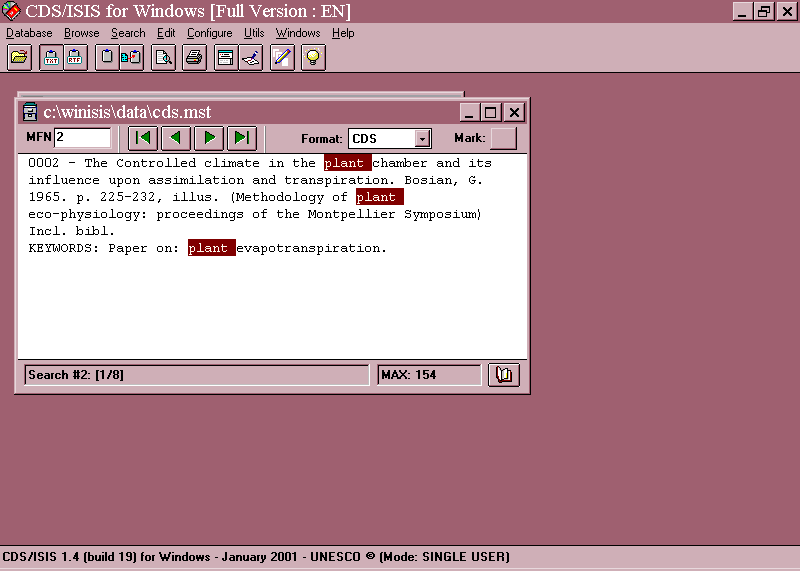 CDS/ISIS for Windows [Full Version : EN]
Database Browse Search Edit Configure Utils Windows Help
TXT RTF
c:\winisis\data\cds.mst
MFN 2 Format: CDS Mark:
0002 - The Controlled climate in the plant chamber and its
influence upon assimilation and transpiration. Bosian, G.
1965. p. 225-232, illus. (Methodology of plant
eco-physiology: proceedings of the Montpellier Symposium)
Incl. bibl.
KEYWORDS: Paper on: plant evapotranspiration.
Search #2: [1/8] MAX: 154
CDS/ISIS 1.4 (build 19) for Windows - January 2001 - UNESCO © (Mode: SINGLE USER)